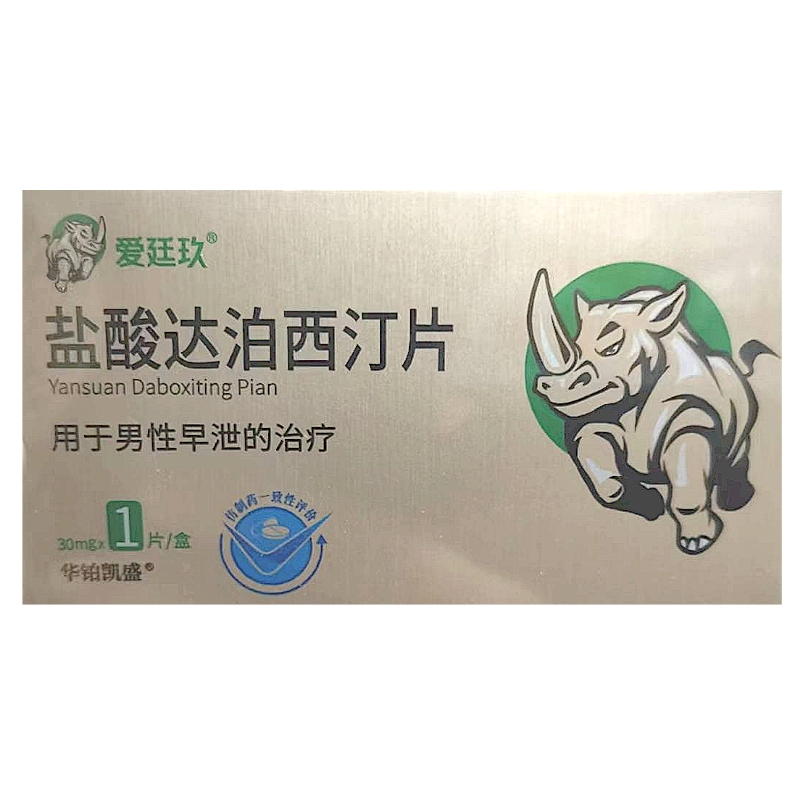 爱廷玖®
盐酸达泊西汀片
Yansuan Daboxiting Pian
用于男性早泄的治疗
仿制药一致性评价
30mg×1片/盒
华铂凯盛®